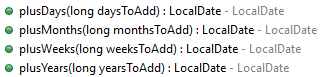 plusDays(long daysToAdd) : LocalDate - LocalDate
plusMonths(long monthsToAdd) : LocalDate - LocalDate
plusWeeks(long weeksToAdd) : LocalDate - LocalDate
plusYears(long yearsToAdd) : LocalDate - LocalDate